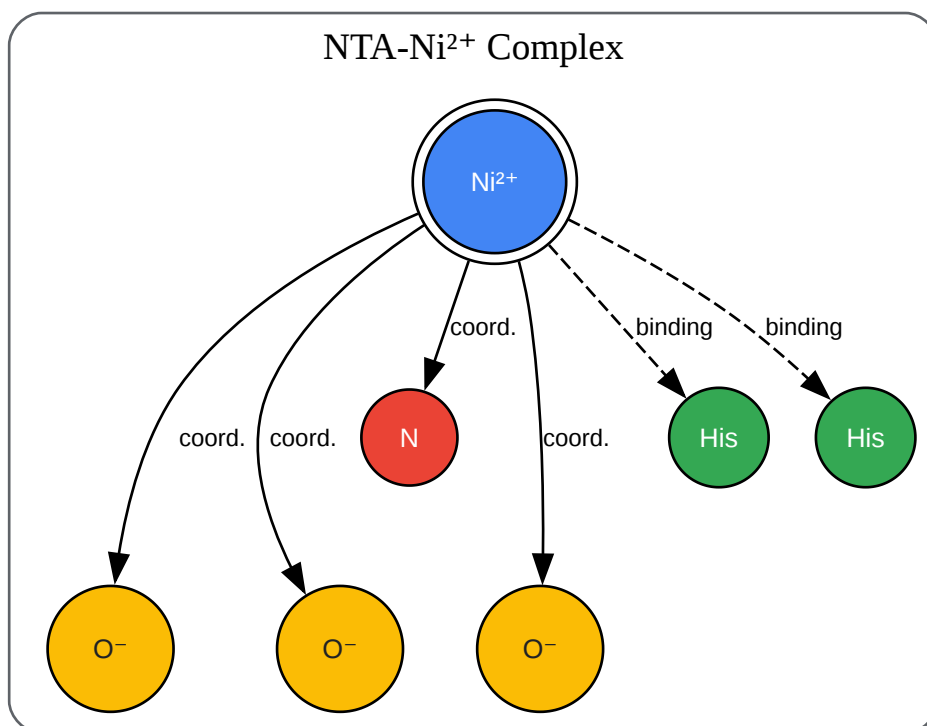 NTA-Ni²⁺ Complex
Ni²⁺
coord.
binding
binding
coord.
coord.
N
coord.
His
His
O⁻
O⁻
O⁻